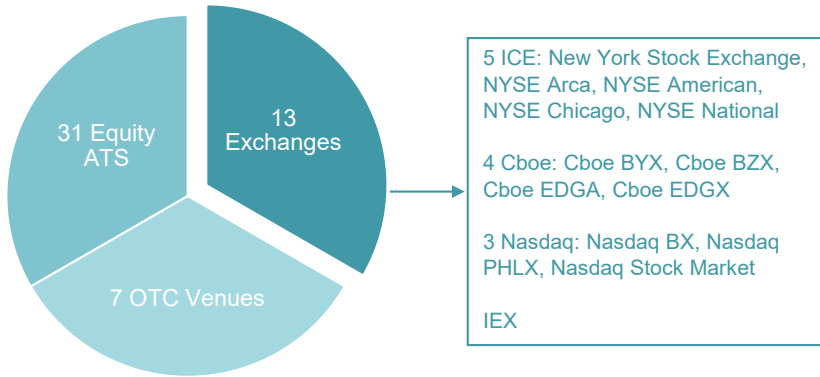 31 Equity
ATS
13
Exchanges
7 OTC Venues
5 ICE: New York Stock Exchange,
NYSE Arca, NYSE American,
NYSE Chicago, NYSE National
4 Cboe: Cboe BYX, Cboe BZX,
Cboe EDGA, Cboe EDGX
3 Nasdaq: Nasdaq BX, Nasdaq
PHLX, Nasdaq Stock Market
IEX